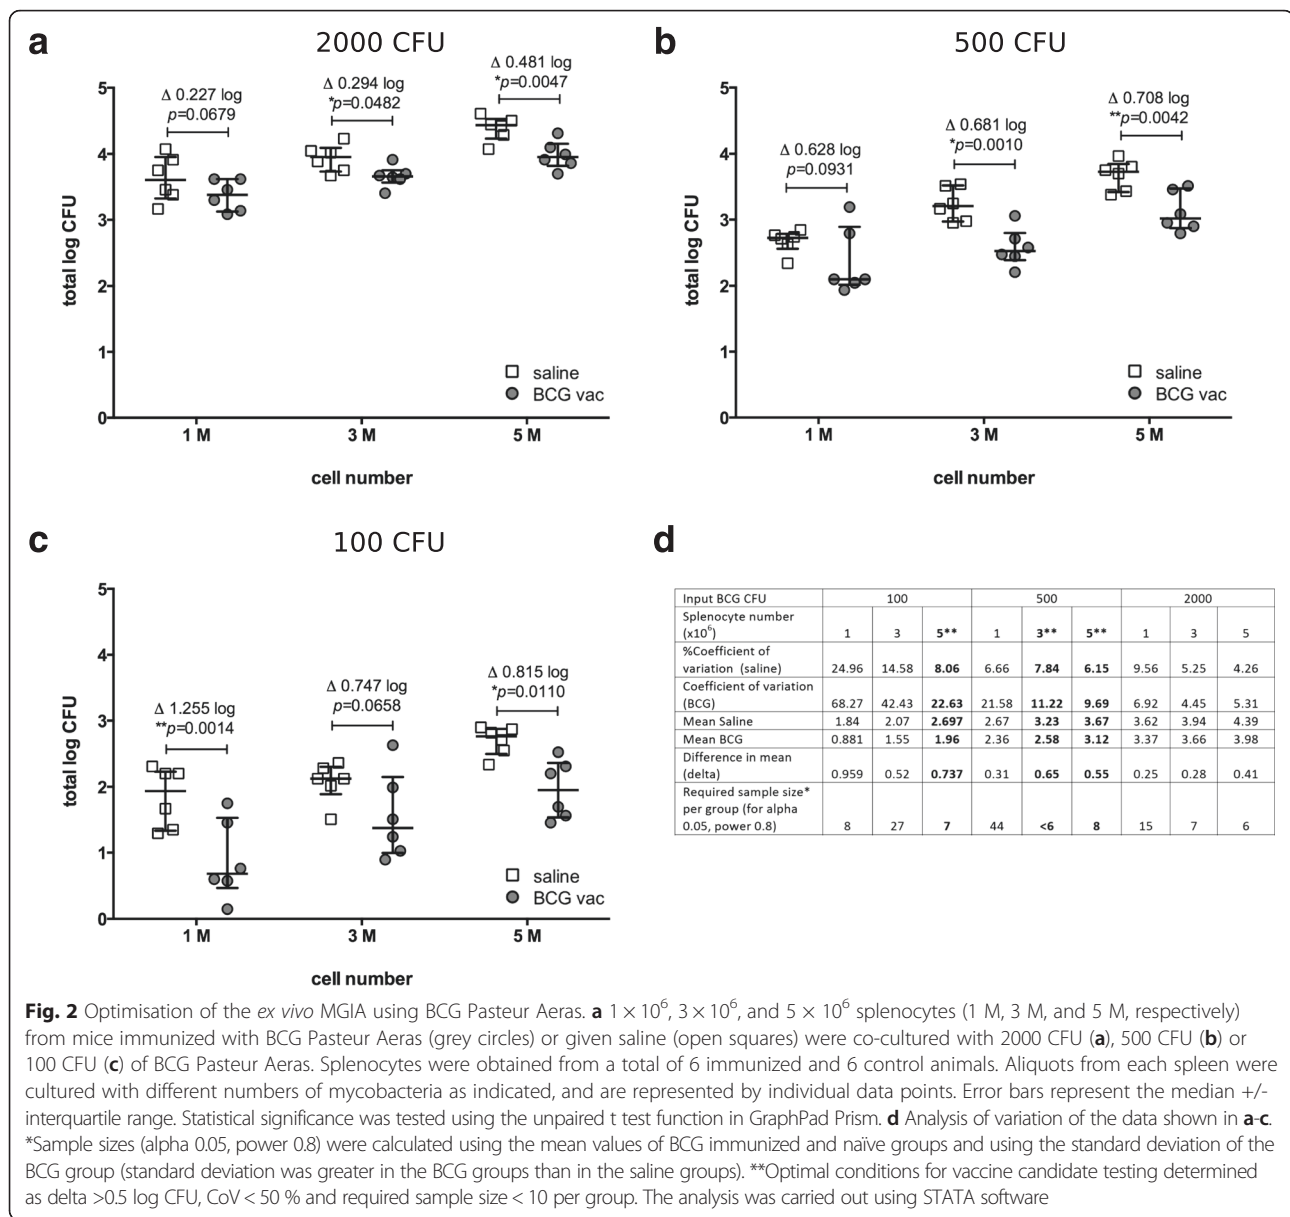 a
2000 CFU
5
4
3
2
1
0
total log CFU
Δ 0.227 log
p=0.0679
Δ 0.294 log
*p=0.0482
Δ 0.481 log
*p=0.0047
saline
BCG vac
1 M
3 M
5 M
cell number
b
500 CFU
5
4
3
2
1
0
total log CFU
Δ 0.628 log
p=0.0931
Δ 0.681 log
*p=0.0010
Δ 0.708 log
**p=0.0042
saline
BCG vac
1 M
3 M
5 M
cell number
c
100 CFU
5
4
3
2
1
0
total log CFU
Δ 1.255 log
**p=0.0014
Δ 0.747 log
p=0.0658
Δ 0.815 log
*p=0.0110
saline
BCG vac
1 M
3 M
5 M
cell number
d
Input BCG CFU 100 500 2000
Splenocyte number
(x10⁶) 1 3 5** 1 3** 5** 1 3 5
%Coefficient of
variation (saline) 24.96 14.58 8.06 6.66 7.84 6.15 9.56 5.25 4.26
Coefficient of variation
(BCG) 68.27 42.43 22.63 21.58 11.22 9.69 6.92 4.45 5.31
Mean Saline 1.84 2.07 2.697 2.67 3.23 3.67 3.62 3.94 4.39
Mean BCG 0.881 1.55 1.96 2.36 2.58 3.12 3.37 3.66 3.98
Difference in mean
(delta) 0.959 0.52 0.737 0.31 0.65 0.55 0.25 0.28 0.41
Required sample size*
per group (for alpha
0.05, power 0.8) 8 27 7 44 <6 8 15 7 6
Fig. 2 Optimisation of the ex vivo MGIA using BCG Pasteur Aeras. a 1 × 10⁶, 3 × 10⁶, and 5 × 10⁶ splenocytes (1 M, 3 M, and 5 M, respectively)
from mice immunized with BCG Pasteur Aeras (grey circles) or given saline (open squares) were co-cultured with 2000 CFU (a), 500 CFU (b) or
100 CFU (c) of BCG Pasteur Aeras. Splenocytes were obtained from a total of 6 immunized and 6 control animals. Aliquots from each spleen were
cultured with different numbers of mycobacteria as indicated, and are represented by individual data points. Error bars represent the median +/-
interquartile range. Statistical significance was tested using the unpaired t test function in GraphPad Prism. d Analysis of variation of the data shown in a-c.
*Sample sizes (alpha 0.05, power 0.8) were calculated using the mean values of BCG immunized and naïve groups and using the standard deviation of the
BCG group (standard deviation was greater in the BCG groups than in the saline groups). **Optimal conditions for vaccine candidate testing determined
as delta >0.5 log CFU, CoV < 50 % and required sample size < 10 per group. The analysis was carried out using STATA software